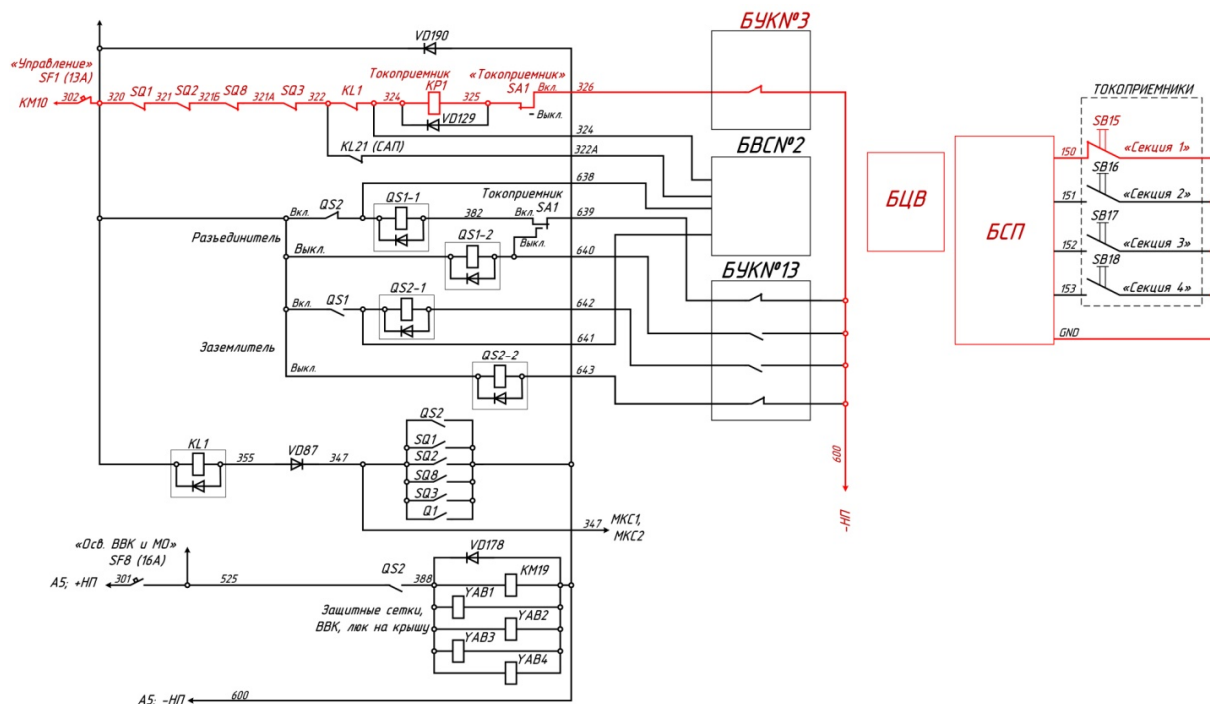 VD190
БУК№3
«Управление»
SF1 (13А)
КМ10
302
320
SQ1
321
SQ2
321Б
SQ8
321А
SQ3
322
KL1
324
Токоприемник
КР1
325
«Токоприемник»
SA1
Вкл.
326
Выкл.
VD129
324
KL21 (САП)
322А
БВС№2
638
QS2
Вкл.
QS1-1
382
Токоприемник
SA1
Вкл.
639
Разъединитель
Выкл.
QS1-2
Выкл.
640
БУК№13
Вкл.
QS1
QS2-1
642
641
Заземлитель
Выкл.
QS2-2
643
QS2
SQ1
SQ2
SQ8
SQ3
Q1
KL1
355
VD87
347
347
МКС1,
МКС2
600
-НП
«Осв. ВВК и МО»
SF8 (16А)
А5; +НП
301
525
QS2
388
VD178
КМ19
YAB1
YAB2
YAB3
YAB4
Защитные сетки,
ВВК, люк на крышу
А5; -НП
600
БЦВ
БСП
ТОКОПРИЕМНИКИ
SB15
150
«Секция 1»
SB16
151
«Секция 2»
SB17
152
«Секция 3»
SB18
153
«Секция 4»
GND